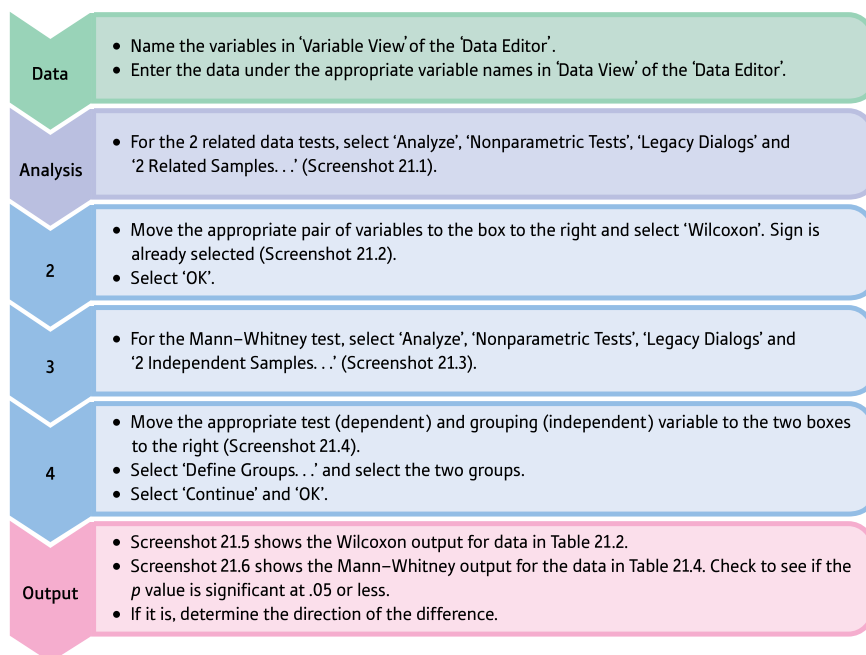 Data
• Name the variables in ‘Variable View’ of the ‘Data Editor’.
• Enter the data under the appropriate variable names in ‘Data View’ of the ‘Data Editor’.
Analysis
• For the 2 related data tests, select ‘Analyze’, ‘Nonparametric Tests’, ‘Legacy Dialogs’ and
‘2 Related Samples. . .’ (Screenshot 21.1).
2
• Move the appropriate pair of variables to the box to the right and select ‘Wilcoxon’. Sign is
already selected (Screenshot 21.2).
• Select ‘OK’.
3
• For the Mann–Whitney test, select ‘Analyze’, ‘Nonparametric Tests’, ‘Legacy Dialogs’ and
‘2 Independent Samples. . .’ (Screenshot 21.3).
4
• Move the appropriate test (dependent) and grouping (independent) variable to the two boxes
to the right (Screenshot 21.4).
• Select ‘Define Groups. . .’ and select the two groups.
• Select ‘Continue’ and ‘OK’.
Output
• Screenshot 21.5 shows the Wilcoxon output for data in Table 21.2.
• Screenshot 21.6 shows the Mann–Whitney output for the data in Table 21.4. Check to see if the
p value is significant at .05 or less.
• If it is, determine the direction of the difference.